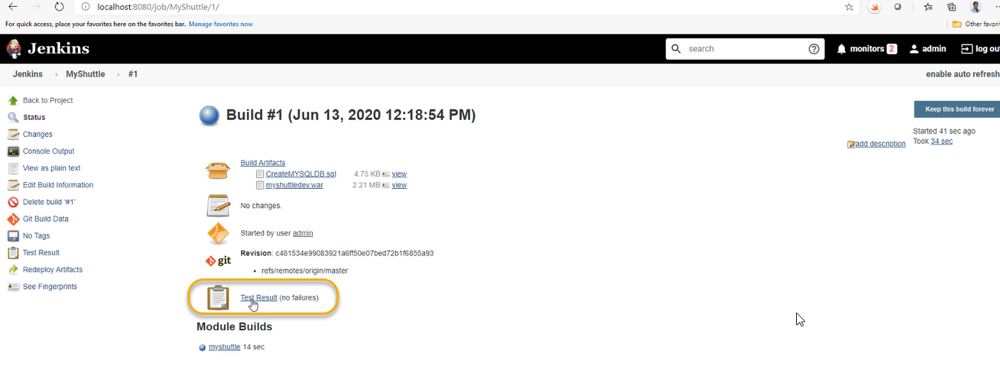 localhost:8080/job/MyShuttle/1/
For quick access, place your favorites here on the favorites bar. Manage favorites now
Other favorit
Jenkins
search
monitors 2
admin
log out
Jenkins
MyShuttle
#1
enable auto refresh
Back to Project
Status
Changes
Console Output
View as plain text
Edit Build Information
Delete build '#1'
Git Build Data
No Tags
Test Result
Redeploy Artifacts
See Fingerprints
Build #1 (Jun 13, 2020 12:18:54 PM)
Keep this build forever
Started 41 sec ago
Took 34 sec
add description
Build Artifacts
CreateMYSQLDB.sql 4.75 KB view
myshuttledev.war 2.21 MB view
No changes.
Started by user admin
git
Revision: c481534e99083921a6ff50e07bed72b1f6855a93
• refs/remotes/origin/master
Test Result (no failures)
Module Builds
myshuttle 14 sec